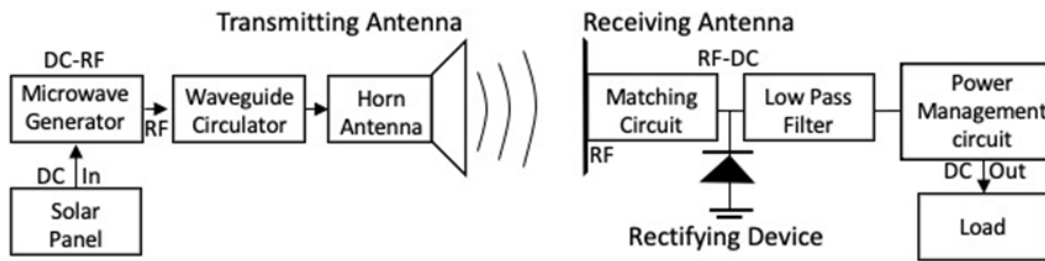 Transmitting Antenna
Receiving Antenna
DC-RF
RF-DC
Microwave
Generator
RF
Waveguide
Circulator
Horn
Antenna
Matching
Circuit
RF
Low Pass
Filter
Power
Management
circuit
DC In
DC Out
Solar
Panel
Rectifying Device
Load